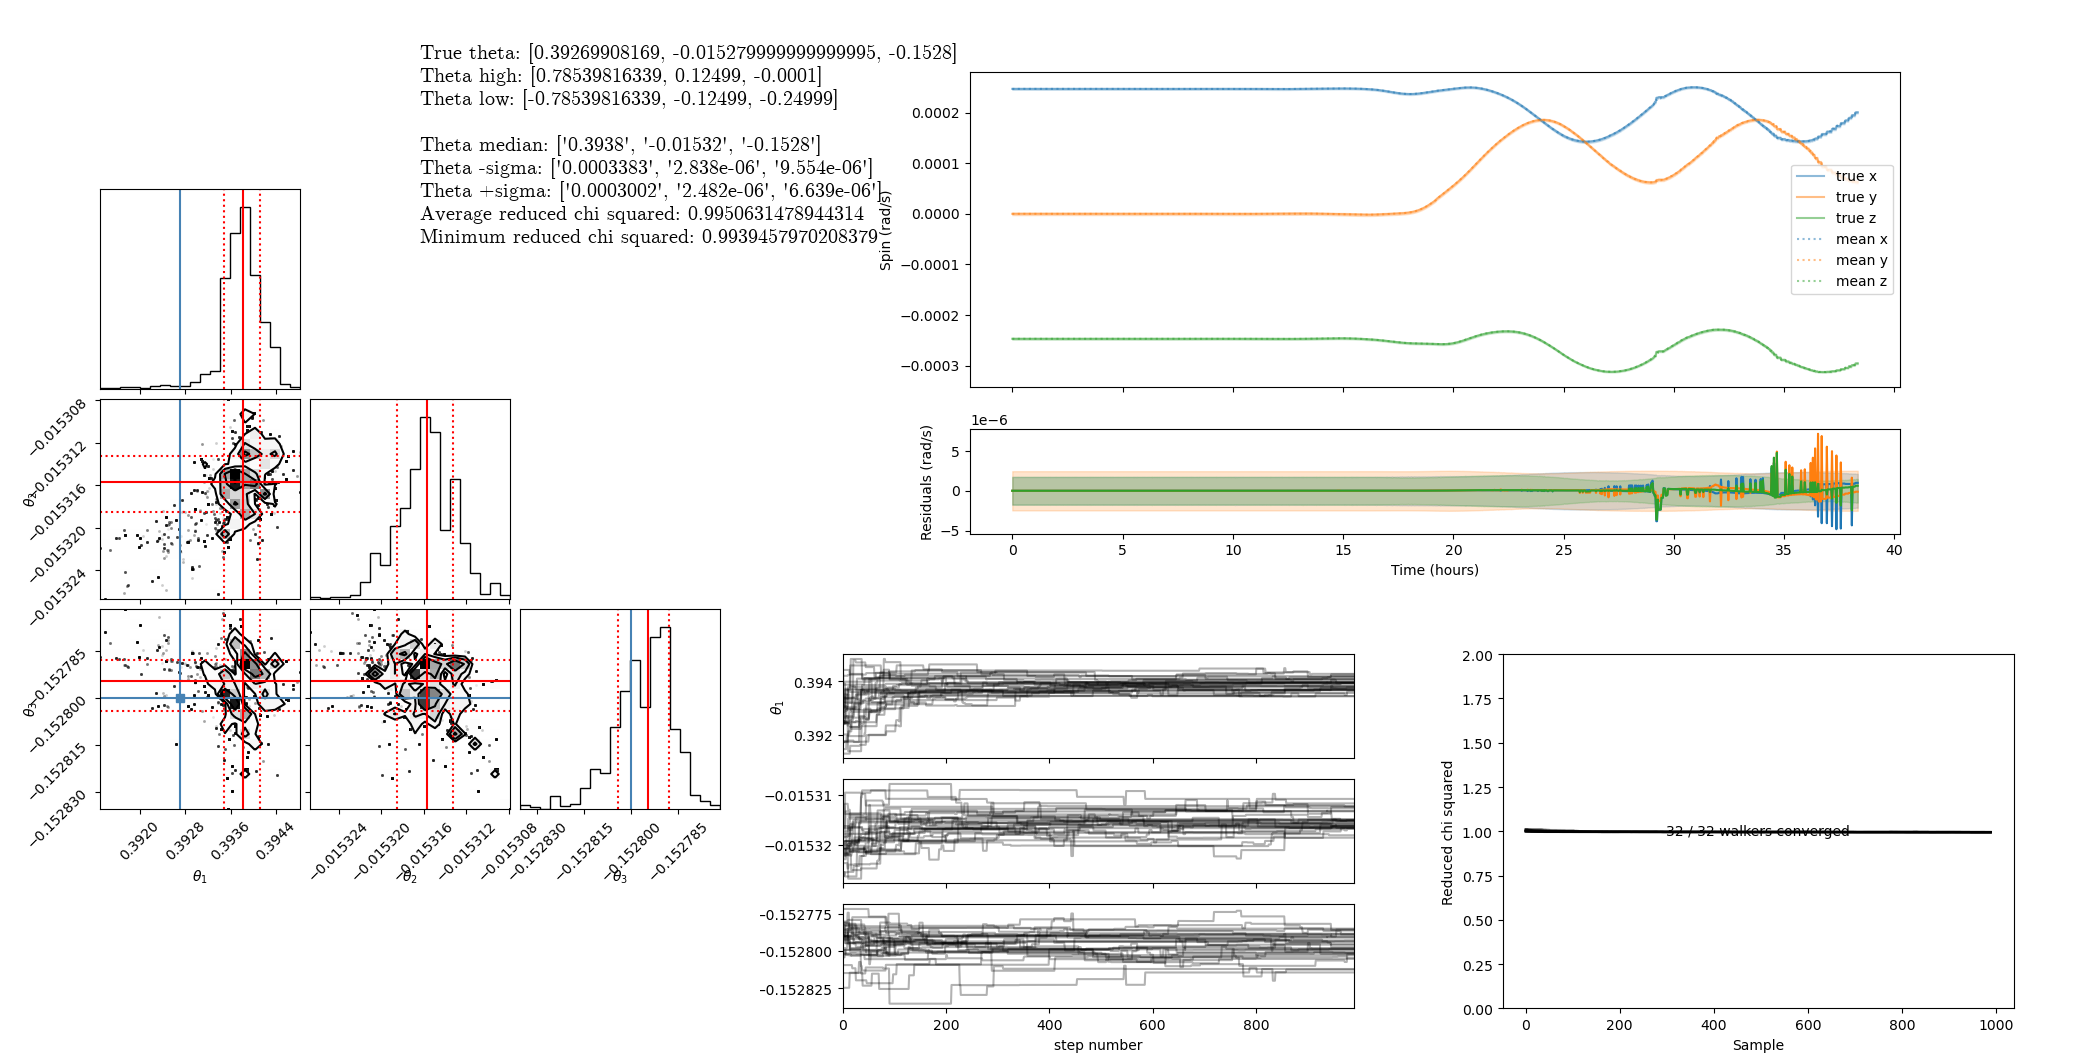 True theta: [0.39269908169, -0.015279999999999995, -0.1528]
Theta high: [0.78539816339, 0.12499, -0.0001]
Theta low: [-0.78539816339, -0.12499, -0.24999]
Theta median: ['0.3938', '-0.01532', '-0.1528']
Theta -sigma: ['0.0003383', '2.838e-06', '9.554e-06']
Theta +sigma: ['0.0003002', '2.482e-06', '6.639e-06']
Average reduced chi squared: 0.9950631478944314
Minimum reduced chi squared: 0.9939457970208379
Spin (rad/s)
0.0002
0.0001
0.0000
−0.0001
−0.0002
−0.0003
true x
true y
true z
mean x
mean y
mean z
1e−6
Residuals (rad/s)
5
0
−5
0 5 10 15 20 25 30 35 40
Time (hours)
θ2
−0.015308
−0.015312
−0.015316
−0.015320
−0.015324
θ3
−0.152785
−0.152800
−0.152815
−0.152830
0.3920 0.3928 0.3936 0.3944
θ1
−0.015324 −0.015320 −0.015316 −0.015312 −0.015308
θ2
−0.152830 −0.152815 −0.152800 −0.152785
θ3
θ1
0.394
0.392
−0.01531
−0.01532
−0.152775
−0.152800
−0.152825
0 200 400 600 800
step number
Reduced chi squared
2.00
1.75
1.50
1.25
1.00
0.75
0.50
0.25
0.00
32 / 32 walkers converged
0 200 400 600 800 1000
Sample